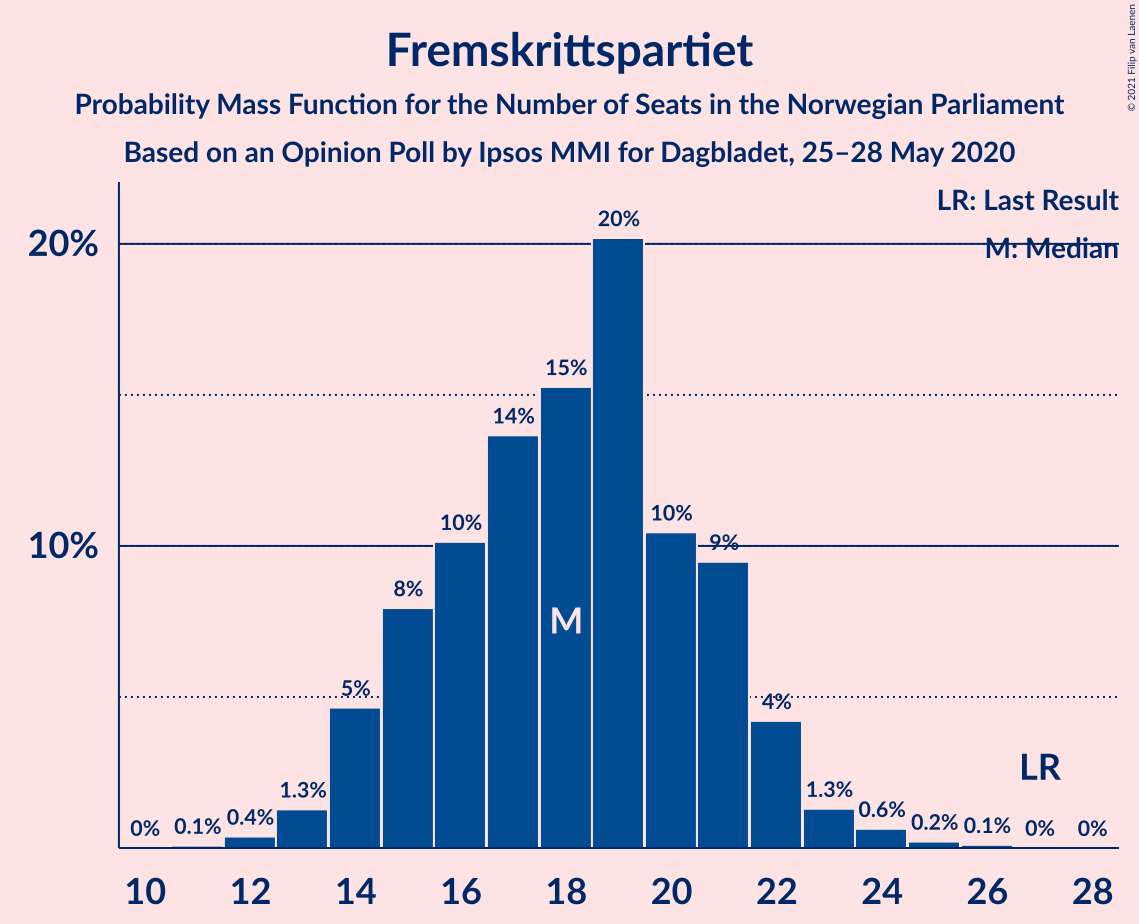 Fremskrittspartiet
Probability Mass Function for the Number of Seats in the Norwegian Parliament
Based on an Opinion Poll by Ipsos MMI for Dagbladet, 25–28 May 2020
© 2021 Filip van Laenen
LR: Last Result
M: Median
20%
10%
0%
0.1%
0.4%
1.3%
5%
8%
10%
14%
15%
20%
10%
9%
4%
1.3%
0.6%
0.2%
0.1%
0%
0%
M
LR
10 12 14 16 18 20 22 24 26 28